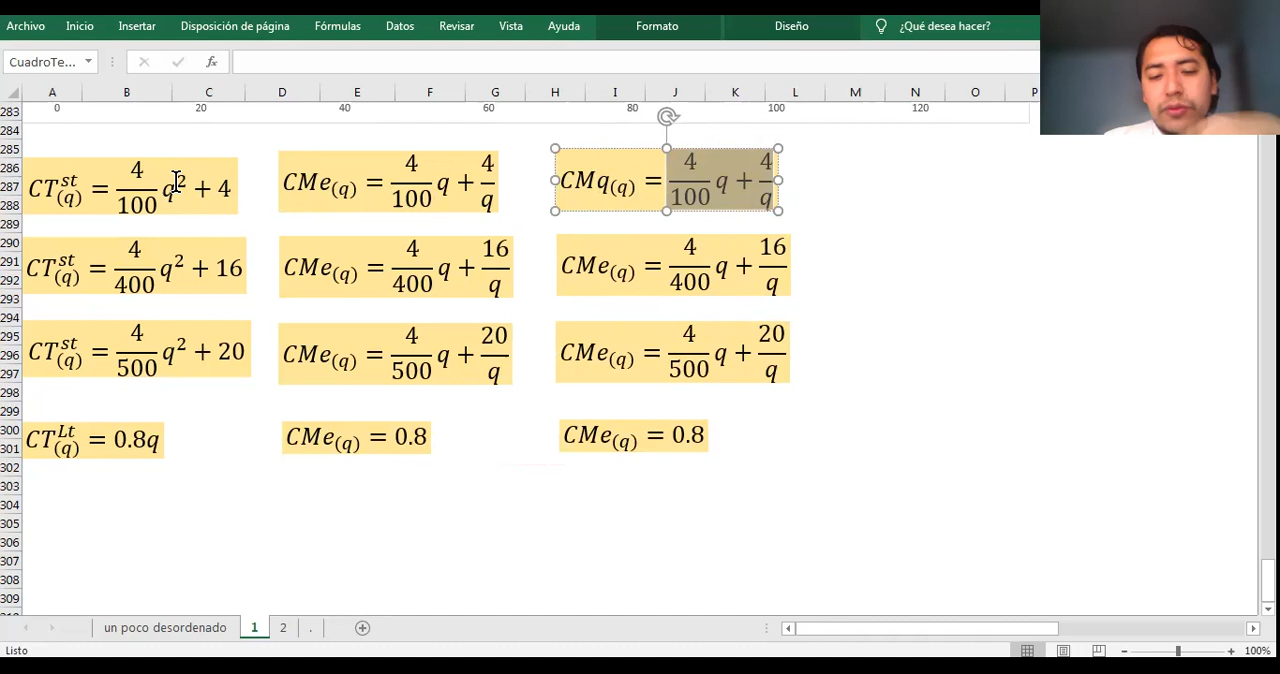 Archivo Inicio Insertar Disposición de página Fórmulas Datos Revisar Vista Ayuda Formato Diseño ¿Qué desea hacer?
CuadroTe... fx
A B C D E F G H I J K L M N O P
283 0 20 40 60 80 100 120
284
285
286
287
288
289
290
291
292
293
294
295
296
297
298
299
300
301
302
303
304
305
306
307
308
309
CT^{st}_{(q)} = 4/100 q² + 4
CMe_{(q)} = 4/100 q + 4/q
CMq_{(q)} = 4/100 q + 4/q
CT^{st}_{(q)} = 4/400 q² + 16
CMe_{(q)} = 4/400 q + 16/q
CMe_{(q)} = 4/400 q + 16/q
CT^{st}_{(q)} = 4/500 q² + 20
CMe_{(q)} = 4/500 q + 20/q
CMe_{(q)} = 4/500 q + 20/q
CT^{Lt}_{(q)} = 0.8q
CMe_{(q)} = 0.8
CMe_{(q)} = 0.8
un poco desordenado 1 2 .
Listo 100%